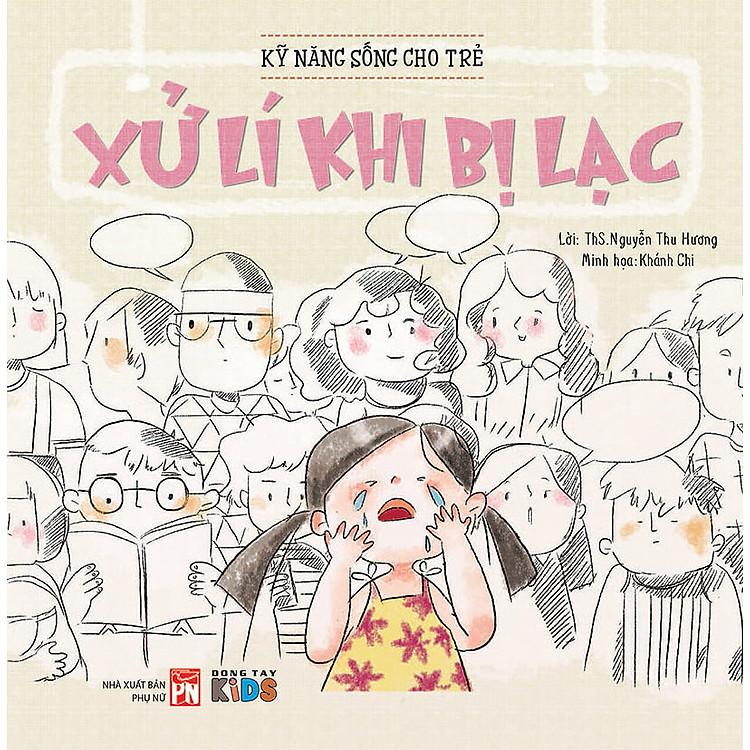 KỸ NĂNG SỐNG CHO TRẺ
XỬ LÍ KHI BỊ LẠC
Lời: ThS.Nguyễn Thu Hương
Minh họa:Khánh Chi
NHÀ XUẤT BẢN
PHỤ NỮ
PN
DONG TAY
KIDS